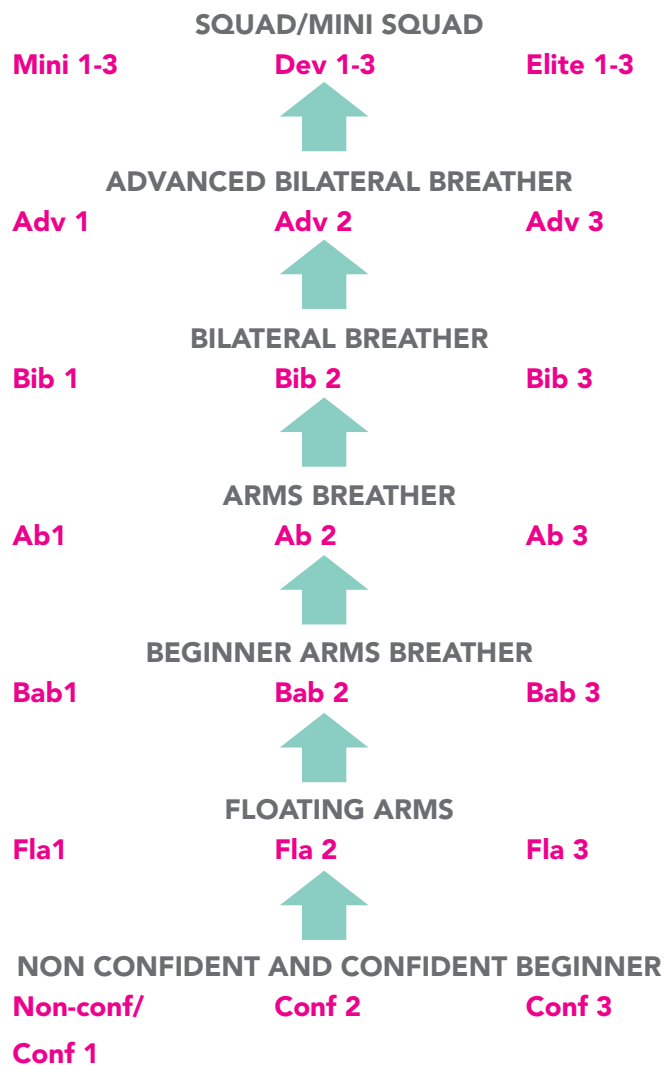 SQUAD/MINI SQUAD
Mini 1-3 Dev 1-3 Elite 1-3
ADVANCED BILATERAL BREATHER
Adv 1 Adv 2 Adv 3
BILATERAL BREATHER
Bib 1 Bib 2 Bib 3
ARMS BREATHER
Ab1 Ab 2 Ab 3
BEGINNER ARMS BREATHER
Bab1 Bab 2 Bab 3
FLOATING ARMS
Fla1 Fla 2 Fla 3
NON CONFIDENT AND CONFIDENT BEGINNER
Non-conf/ Conf 2 Conf 3
Conf 1